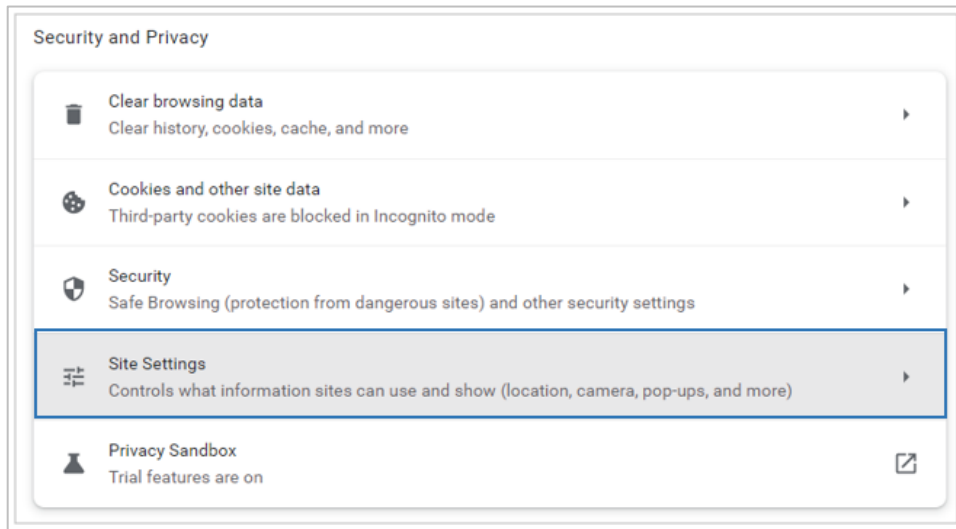 Security and Privacy
Clear browsing data
Clear history, cookies, cache, and more
Cookies and other site data
Third-party cookies are blocked in Incognito mode
Security
Safe Browsing (protection from dangerous sites) and other security settings
Site Settings
Controls what information sites can use and show (location, camera, pop-ups, and more)
Privacy Sandbox
Trial features are on